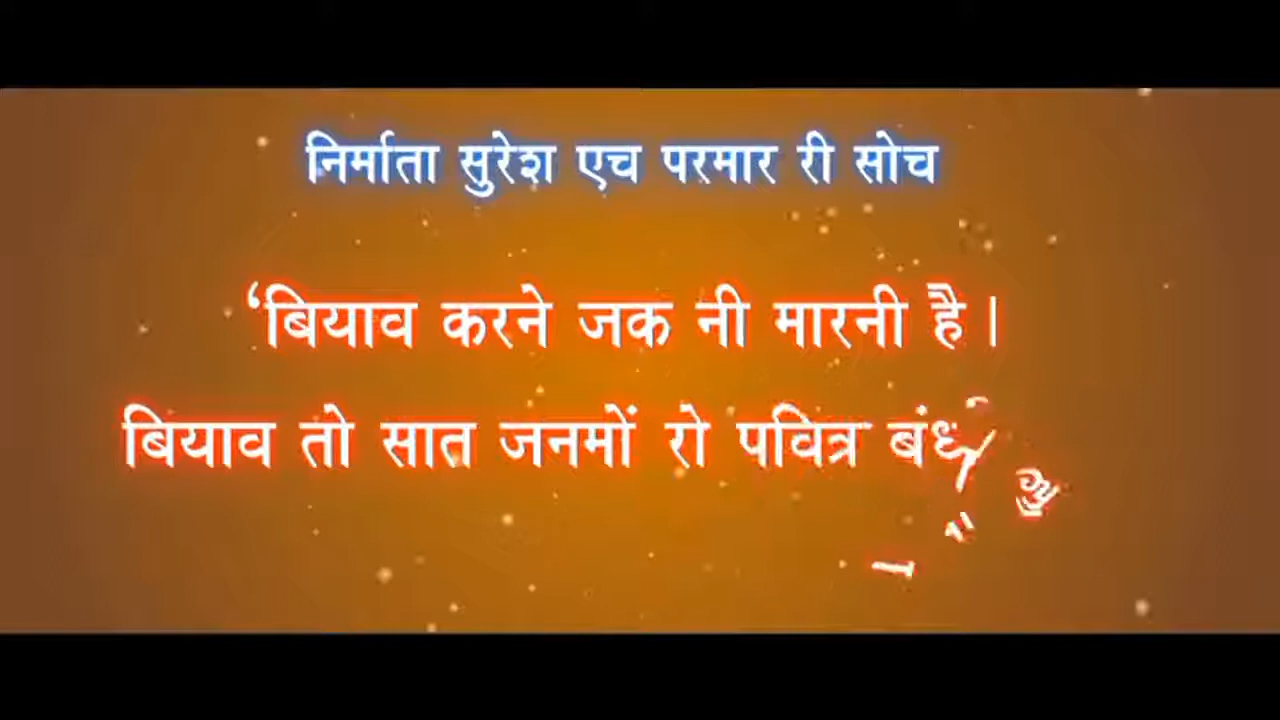 निर्माता सुरेश एच परमार री सोच
‘बियाव करने जक नी मारनी है।
बियाव तो सात जनमों रो पवित्र